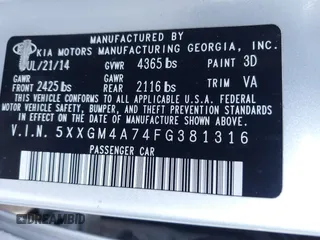 MANUFACTURED BY
KIA MOTORS MANUFACTURING GEORGIA, INC.
JUL/21/14 GVWR 4365 lbs PAINT 3D
GAWR GAWR TRIM VA
FRONT 2425 lbs REAR 2116 lbs
THIS VEHICLE CONFORMS TO ALL APPLICABLE
FEDERAL MOTOR VEHICLE SAFETY, BUMPER, AND
THEFT PREVENTION STANDARDS IN EFFECT ON
THE DATE OF MANUFACTURE SHOWN ABOVE.
V.I.N. 5XXGM4A74FG381316
PASSENGER CAR
DREAMBID